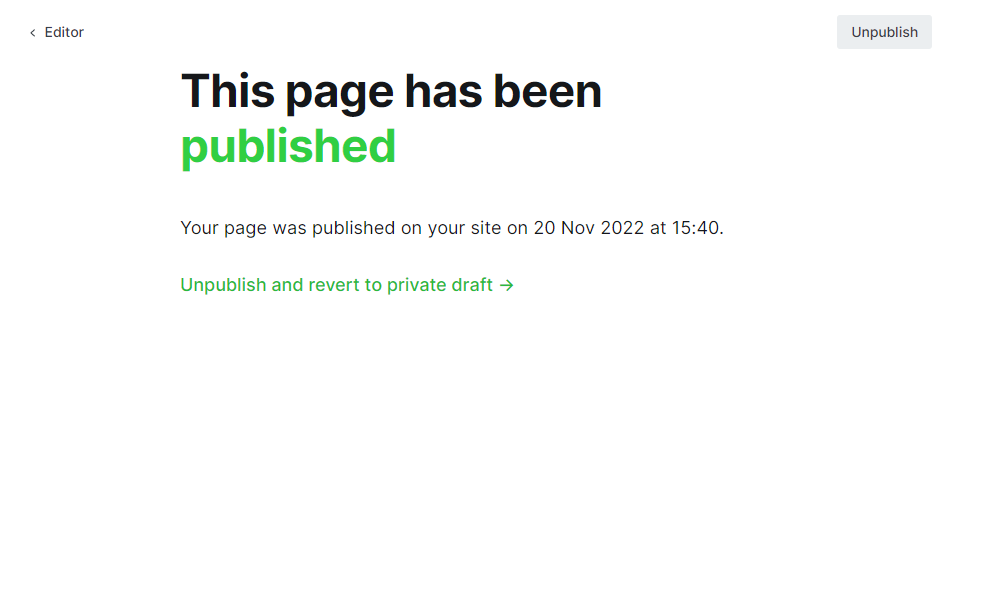 Editor
Unpublish
This page has been
published
Your page was published on your site on 20 Nov 2022 at 15:40.
Unpublish and revert to private draft →